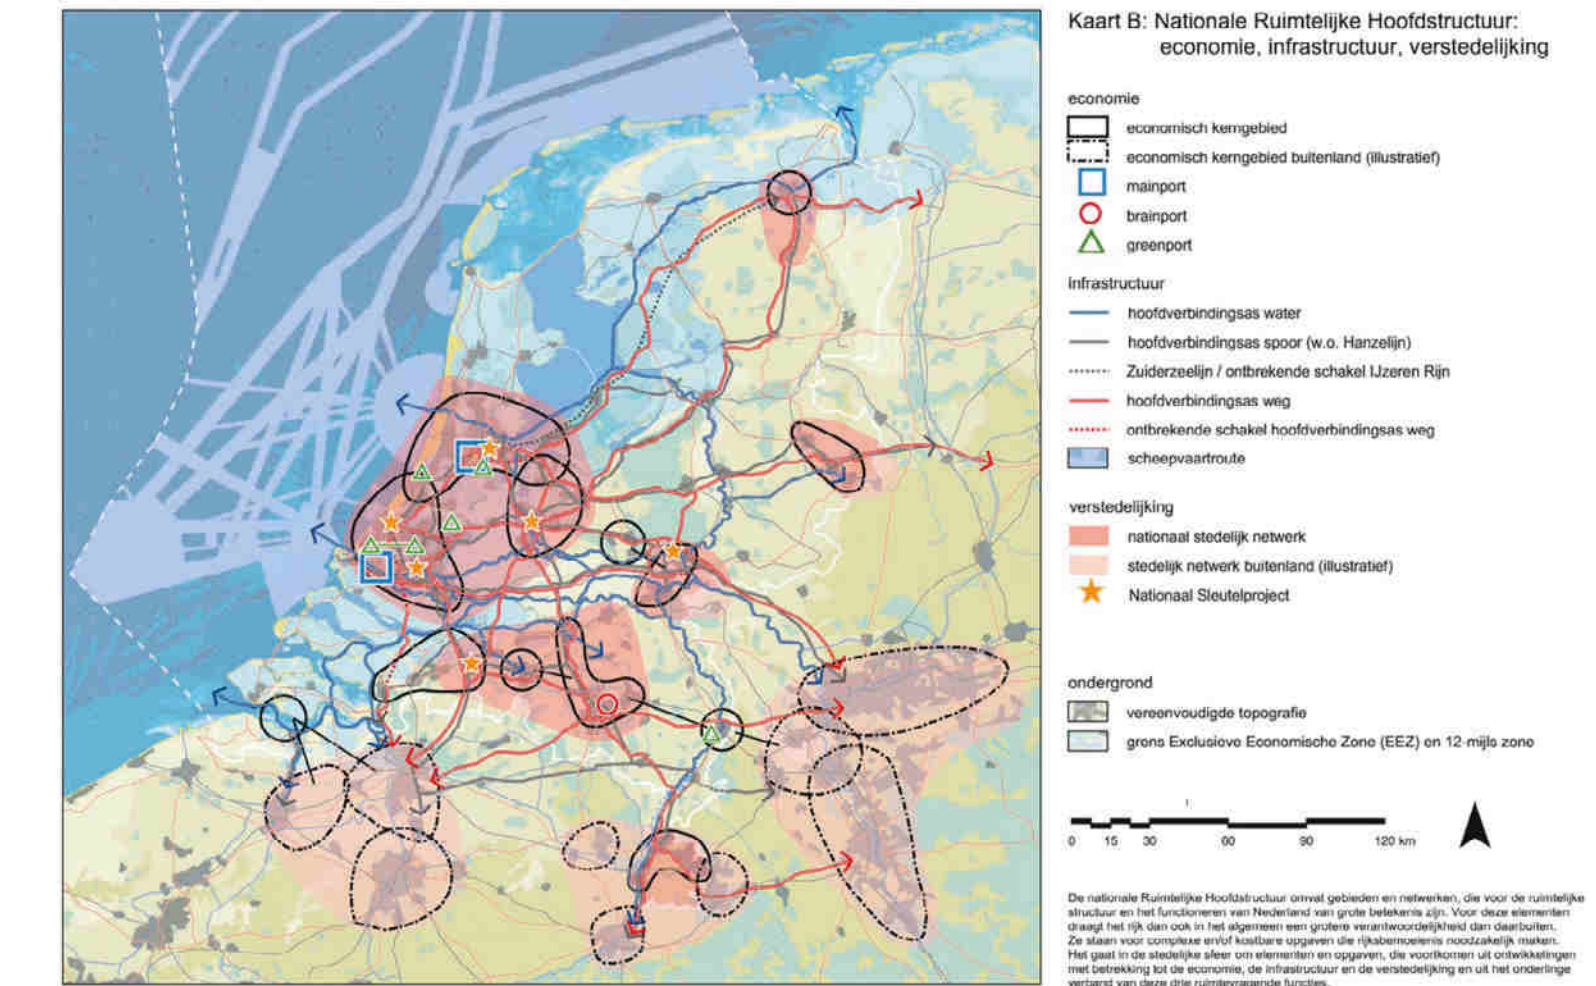 Kaart B: Nationale Ruimtelijke Hoofdstructuur:
economie, infrastructuur, verstedelijking
economie
economisch kerngebied
economisch kerngebied buitenland (illustratief)
mainport
brainport
greenport
infrastructuur
hoofdverbindingsas water
hoofdverbindingsas spoor (w.o. Hanzelijn)
Zuiderzeelijn / ontbrekende schakel IJzeren Rijn
hoofdverbindingsas weg
ontbrekende schakel hoofdverbindingsas weg
scheepvaartroute
verstedelijking
nationaal stedelijk netwerk
stedelijk netwerk buitenland (illustratief)
Nationaal Sleutelproject
ondergrond
vereenvoudigde topografie
grens Exclusieve Economische Zone (EEZ) en 12-mijls zone
0 15 30 60 90 120 km
De nationale Ruimtelijke Hoofdstructuur omvat gebieden en netwerken, die voor de ruimtelijke
structuur en het functioneren van Nederland van grote betekenis zijn. Voor deze elementen
draagt het rijk dan ook in het algemeen een grotere verantwoordelijkheid dan daarbuiten.
Ze staan voor complexe en/of kostbare opgaven die rijksbemoeienis noodzakelijk maken.
Het gaat in de stedelijke sfeer om elementen en opgaven, die voortkomen uit ontwikkelingen
met betrekking tot de economie, de infrastructuur en de verstedelijking en uit het onderlinge
verband van deze drie ruimtevragende functies.